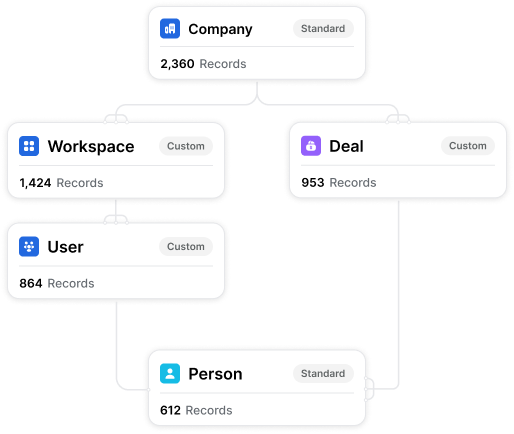 Company Standard
2,360 Records
Workspace Custom
1,424 Records
Deal Custom
953 Records
User Custom
864 Records
Person Standard
612 Records